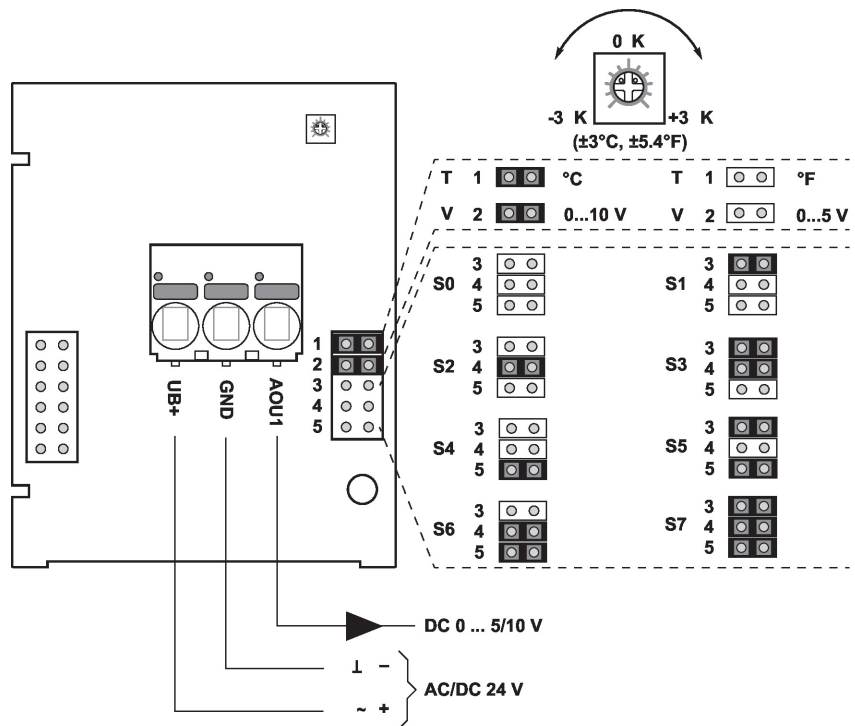 0 K
-3 K +3 K
(±3°C, ±5.4°F)
T 1 °C T 1 °F
V 2 0...10 V V 2 0...5 V
S0 3 4 5 S1 3 4 5
S2 3 4 5 S3 3 4 5
S4 3 4 5 S5 3 4 5
S6 3 4 5 S7 3 4 5
1
2
3
4
5
UB+ GND AOU1
DC 0 ... 5/10 V
⊥ −
AC/DC 24 V
~ +